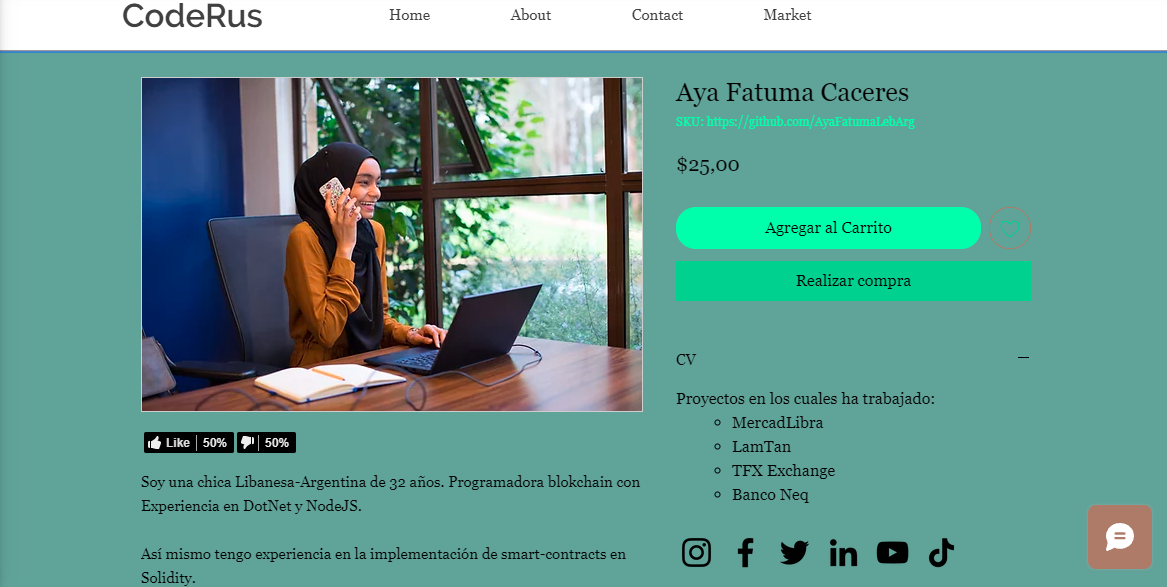 CodeRus
Home About Contact Market
Aya Fatuma Caceres
SKU: https://github.com/AyaFatumaLebArg
$25,00
Agregar al Carrito
Realizar compra
CV
Proyectos en los cuales ha trabajado:
MercadLibra
LamTan
TFX Exchange
Banco Neq
Like 50% 50%
Soy una chica Libanesa-Argentina de 32 años. Programadora blokchain con
Experiencia en DotNet y NodeJS.
Así mismo tengo experiencia en la implementación de smart-contracts en
Solidity.